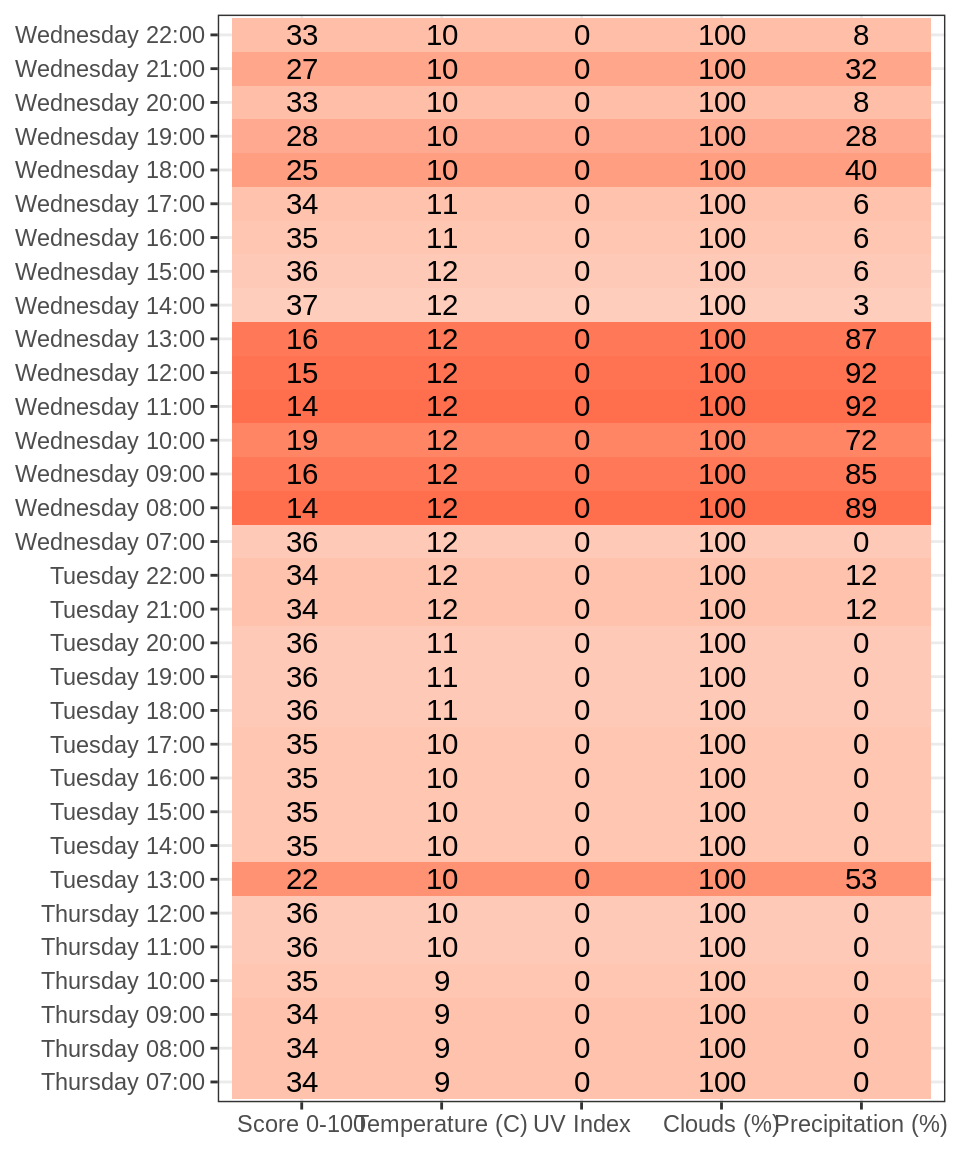 Wednesday 22:00 33 10 0 100 8
Wednesday 21:00 27 10 0 100 32
Wednesday 20:00 33 10 0 100 8
Wednesday 19:00 28 10 0 100 28
Wednesday 18:00 25 10 0 100 40
Wednesday 17:00 34 11 0 100 6
Wednesday 16:00 35 11 0 100 6
Wednesday 15:00 36 12 0 100 6
Wednesday 14:00 37 12 0 100 3
Wednesday 13:00 16 12 0 100 87
Wednesday 12:00 15 12 0 100 92
Wednesday 11:00 14 12 0 100 92
Wednesday 10:00 19 12 0 100 72
Wednesday 09:00 16 12 0 100 85
Wednesday 08:00 14 12 0 100 89
Wednesday 07:00 36 12 0 100 0
Tuesday 22:00 34 12 0 100 12
Tuesday 21:00 34 12 0 100 12
Tuesday 20:00 36 11 0 100 0
Tuesday 19:00 36 11 0 100 0
Tuesday 18:00 36 11 0 100 0
Tuesday 17:00 35 10 0 100 0
Tuesday 16:00 35 10 0 100 0
Tuesday 15:00 35 10 0 100 0
Tuesday 14:00 35 10 0 100 0
Tuesday 13:00 22 10 0 100 53
Thursday 12:00 36 10 0 100 0
Thursday 11:00 36 10 0 100 0
Thursday 10:00 35 9 0 100 0
Thursday 09:00 34 9 0 100 0
Thursday 08:00 34 9 0 100 0
Thursday 07:00 34 9 0 100 0
Score 0-100 Temperature (C) UV Index Clouds (%) Precipitation (%)